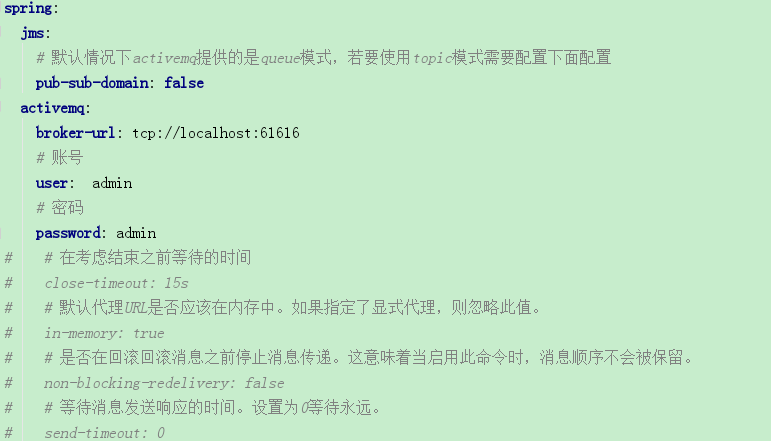 spring:
  jms:
    # 默认情况下activemq提供的是queue模式，若要使用topic模式需要配置下面配置
    pub-sub-domain: false
  activemq:
    broker-url: tcp://localhost:61616
    # 账号
    user:  admin
    # 密码
    password: admin
#    # 在考虑结束之前等待的时间
#    close-timeout: 15s
#    # 默认代理URL是否应该在内存中。如果指定了显式代理，则忽略此值。
#    in-memory: true
#    # 是否在回滚回滚消息之前停止消息传递。这意味着当启用此命令时，消息顺序不会被保留。
#    non-blocking-redelivery: false
#    # 等待消息发送响应的时间。设置为0等待永远。
#    send-timeout: 0